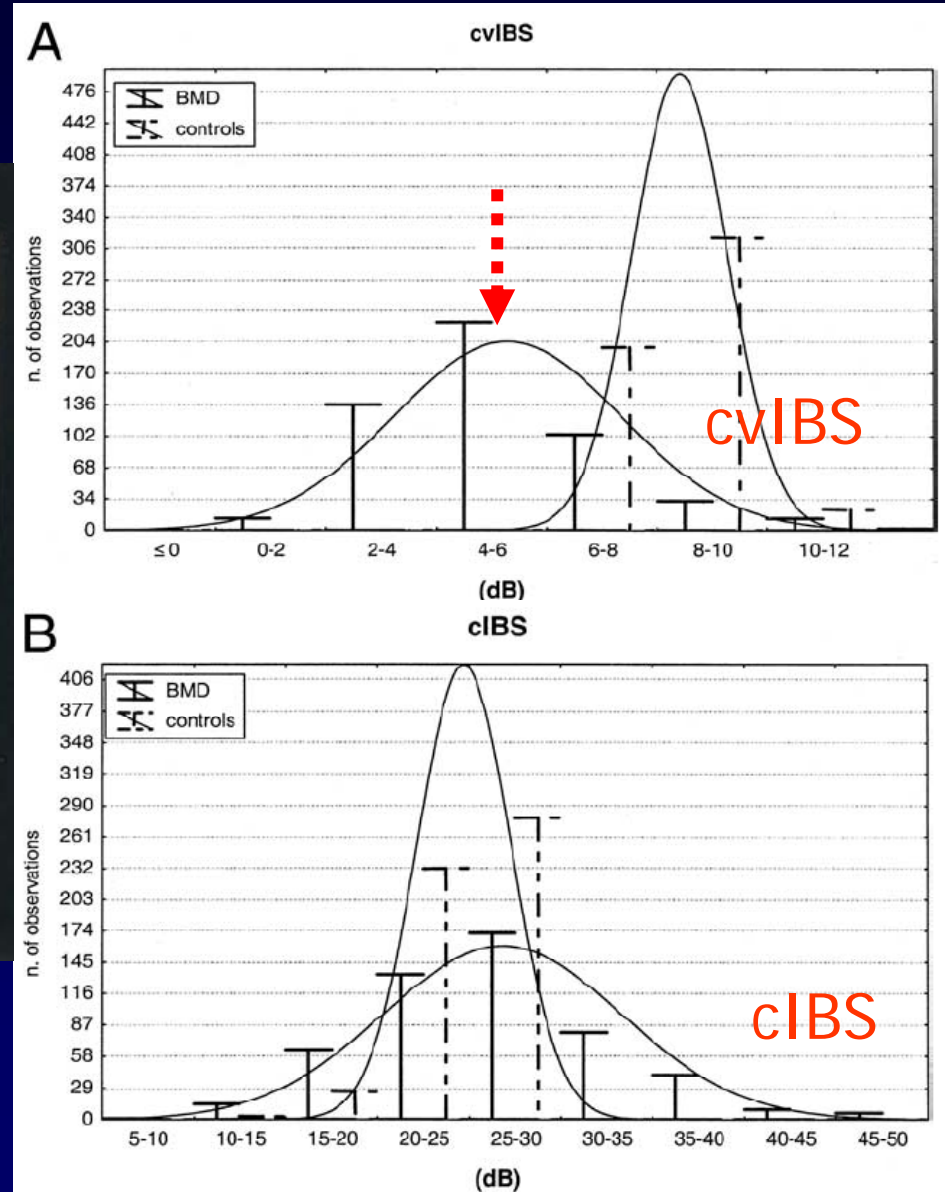 A
cvIBS
BMD
controls
476
442
408
374
340
306
272
238
204
170
136
102
68
34
0
n. of observations
cvIBS
≤0 0-2 2-4 4-6 6-8 8-10 10-12
(dB)
B
cIBS
BMD
controls
406
377
348
319
290
261
232
203
174
145
116
87
58
29
0
n. of observations
cIBS
5-10 10-15 15-20 20-25 25-30 30-35 35-40 40-45 45-50
(dB)